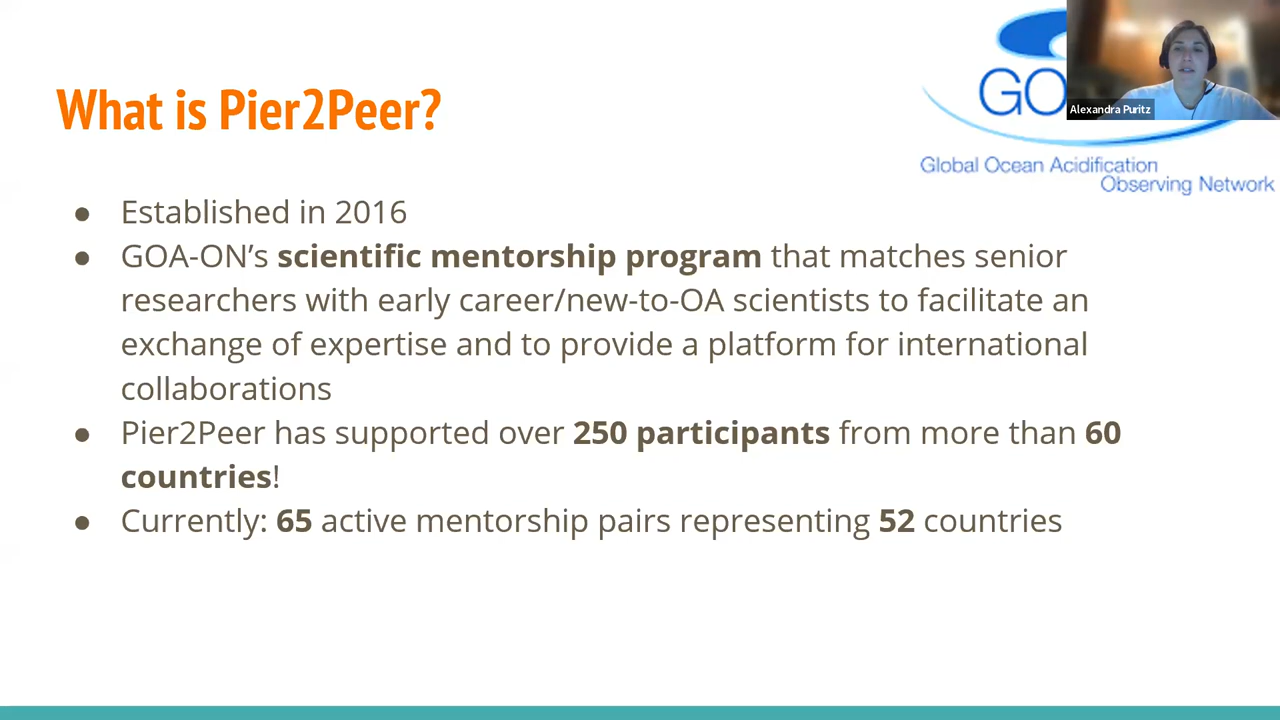 What is Pier2Peer?
GO
Alexandra Puritz
Global Ocean Acidification
Observing Network
● Established in 2016
● GOA-ON’s scientific mentorship program that matches senior
researchers with early career/new-to-OA scientists to facilitate an
exchange of expertise and to provide a platform for international
collaborations
● Pier2Peer has supported over 250 participants from more than 60
countries!
● Currently: 65 active mentorship pairs representing 52 countries